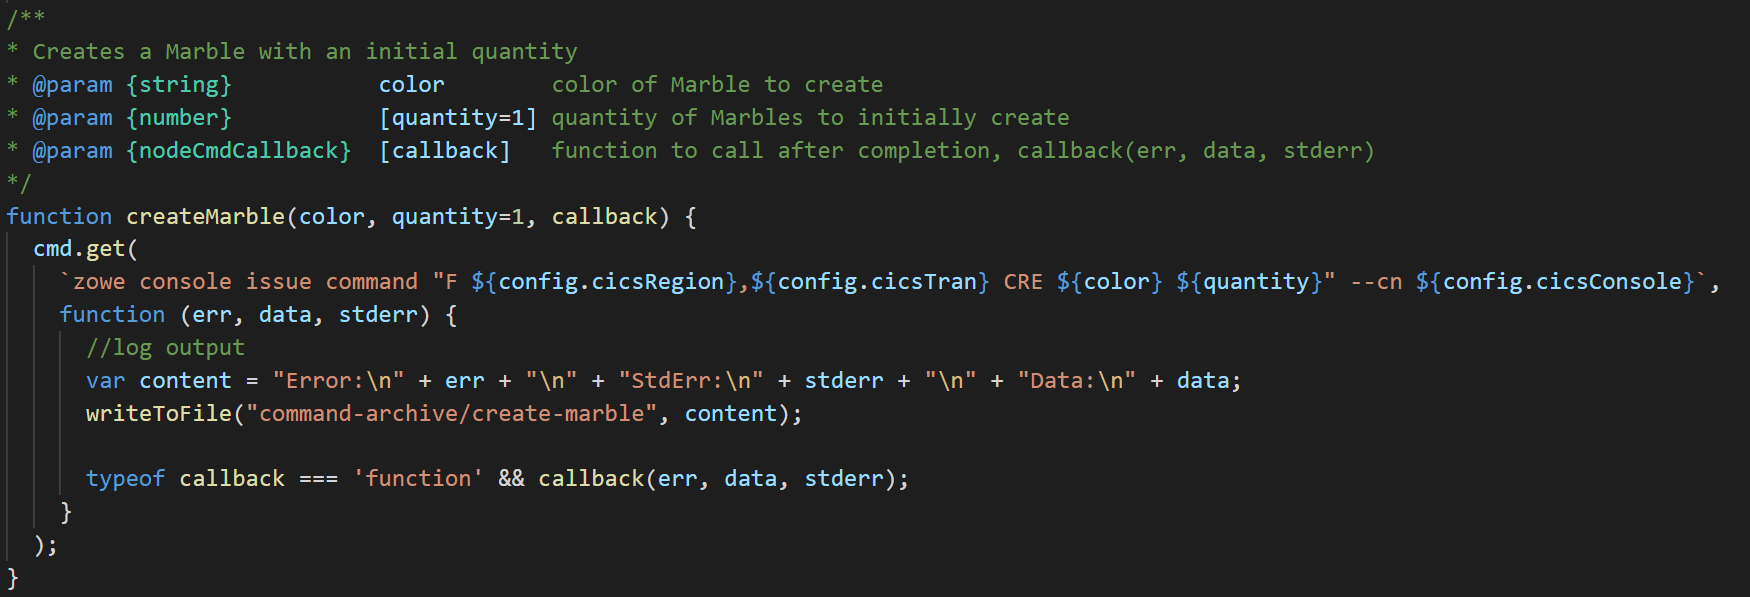 /**
* Creates a Marble with an initial quantity
* @param {string}           color        color of Marble to create
* @param {number}           [quantity=1] quantity of Marbles to initially create
* @param {nodeCmdCallback}  [callback]   function to call after completion, callback(err, data, stderr)
*/
function createMarble(color, quantity=1, callback) {
  cmd.get(
    `zowe console issue command "F ${config.cicsRegion},${config.cicsTran} CRE ${color} ${quantity}" --cn ${config.cicsConsole}`,
    function (err, data, stderr) {
      //log output
      var content = "Error:\n" + err + "\n" + "StdErr:\n" + stderr + "\n" + "Data:\n" + data;
      writeToFile("command-archive/create-marble", content);

      typeof callback === 'function' && callback(err, data, stderr);
    }
  );
}